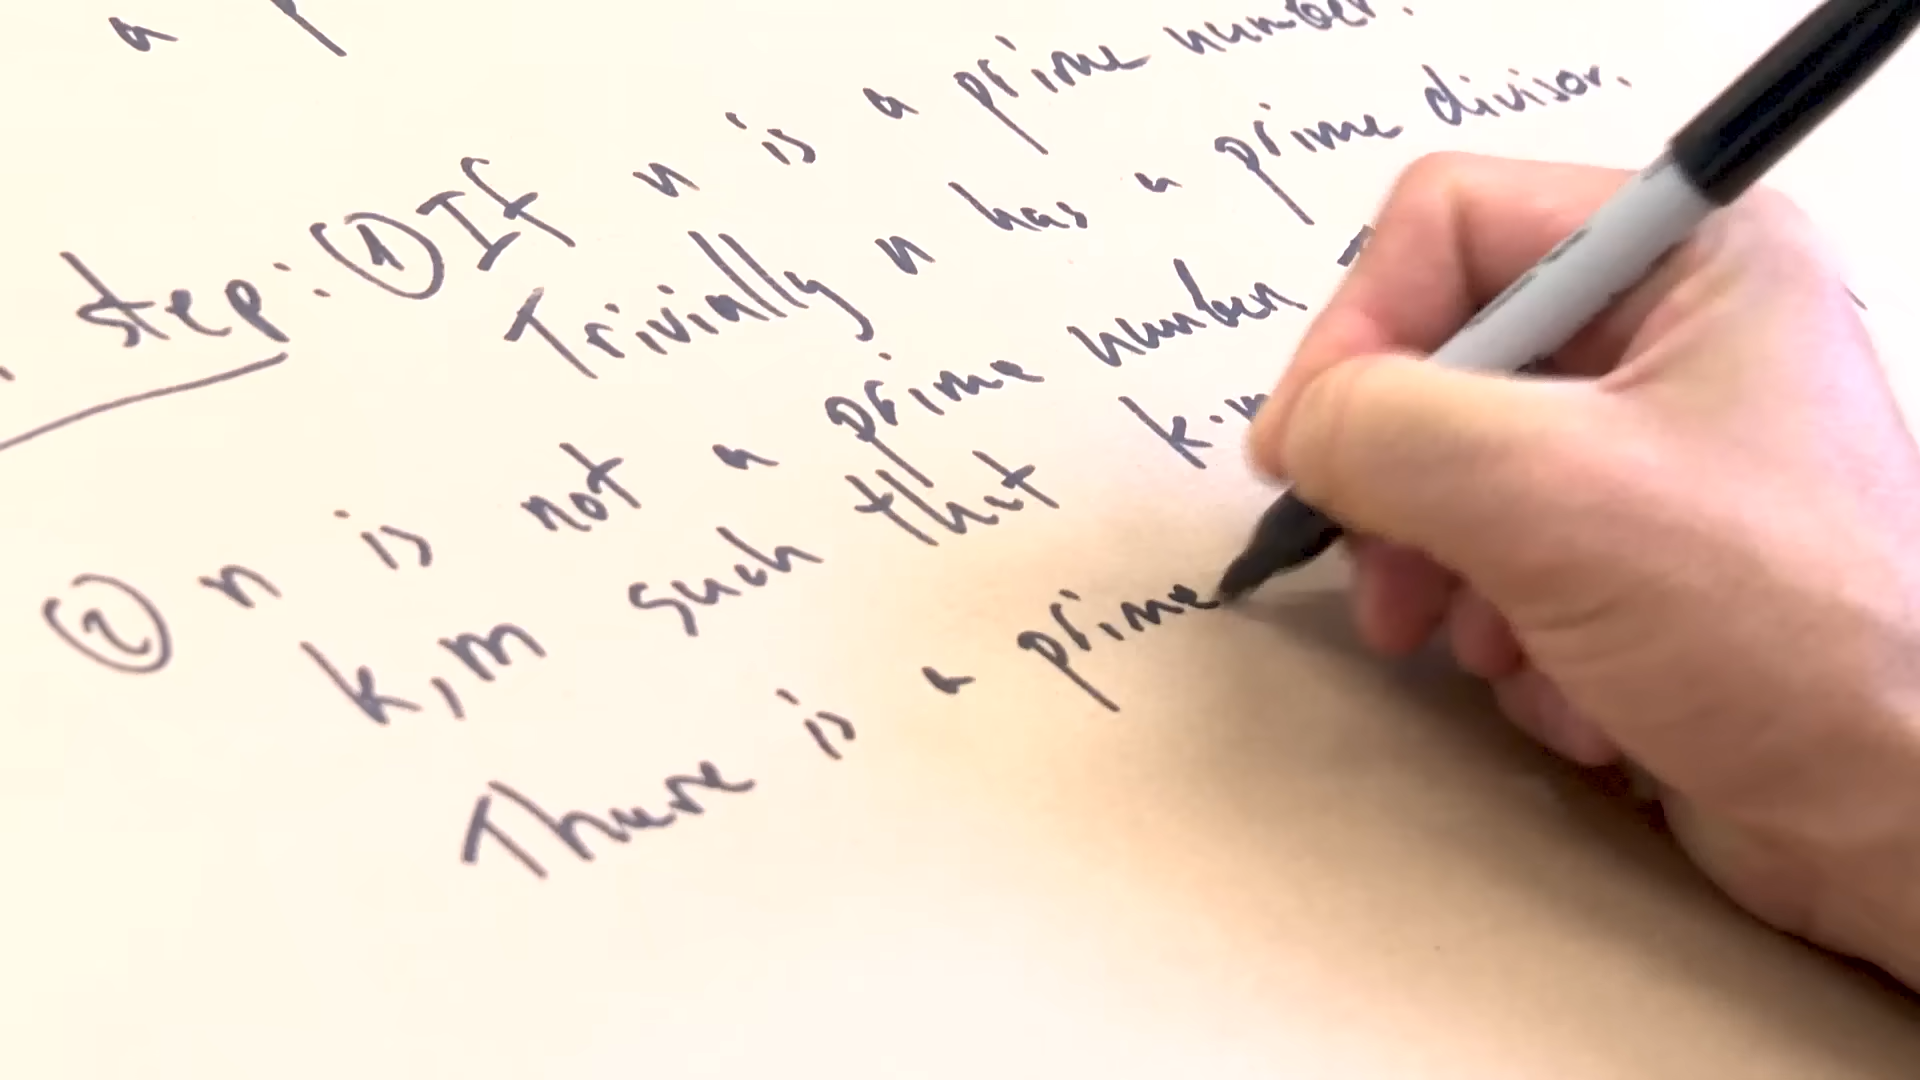 a p
step: ① If n is a prime number.
Trivially n has a prime divisor.
② n is not a prime number
k,m such that k·m
There is a prime